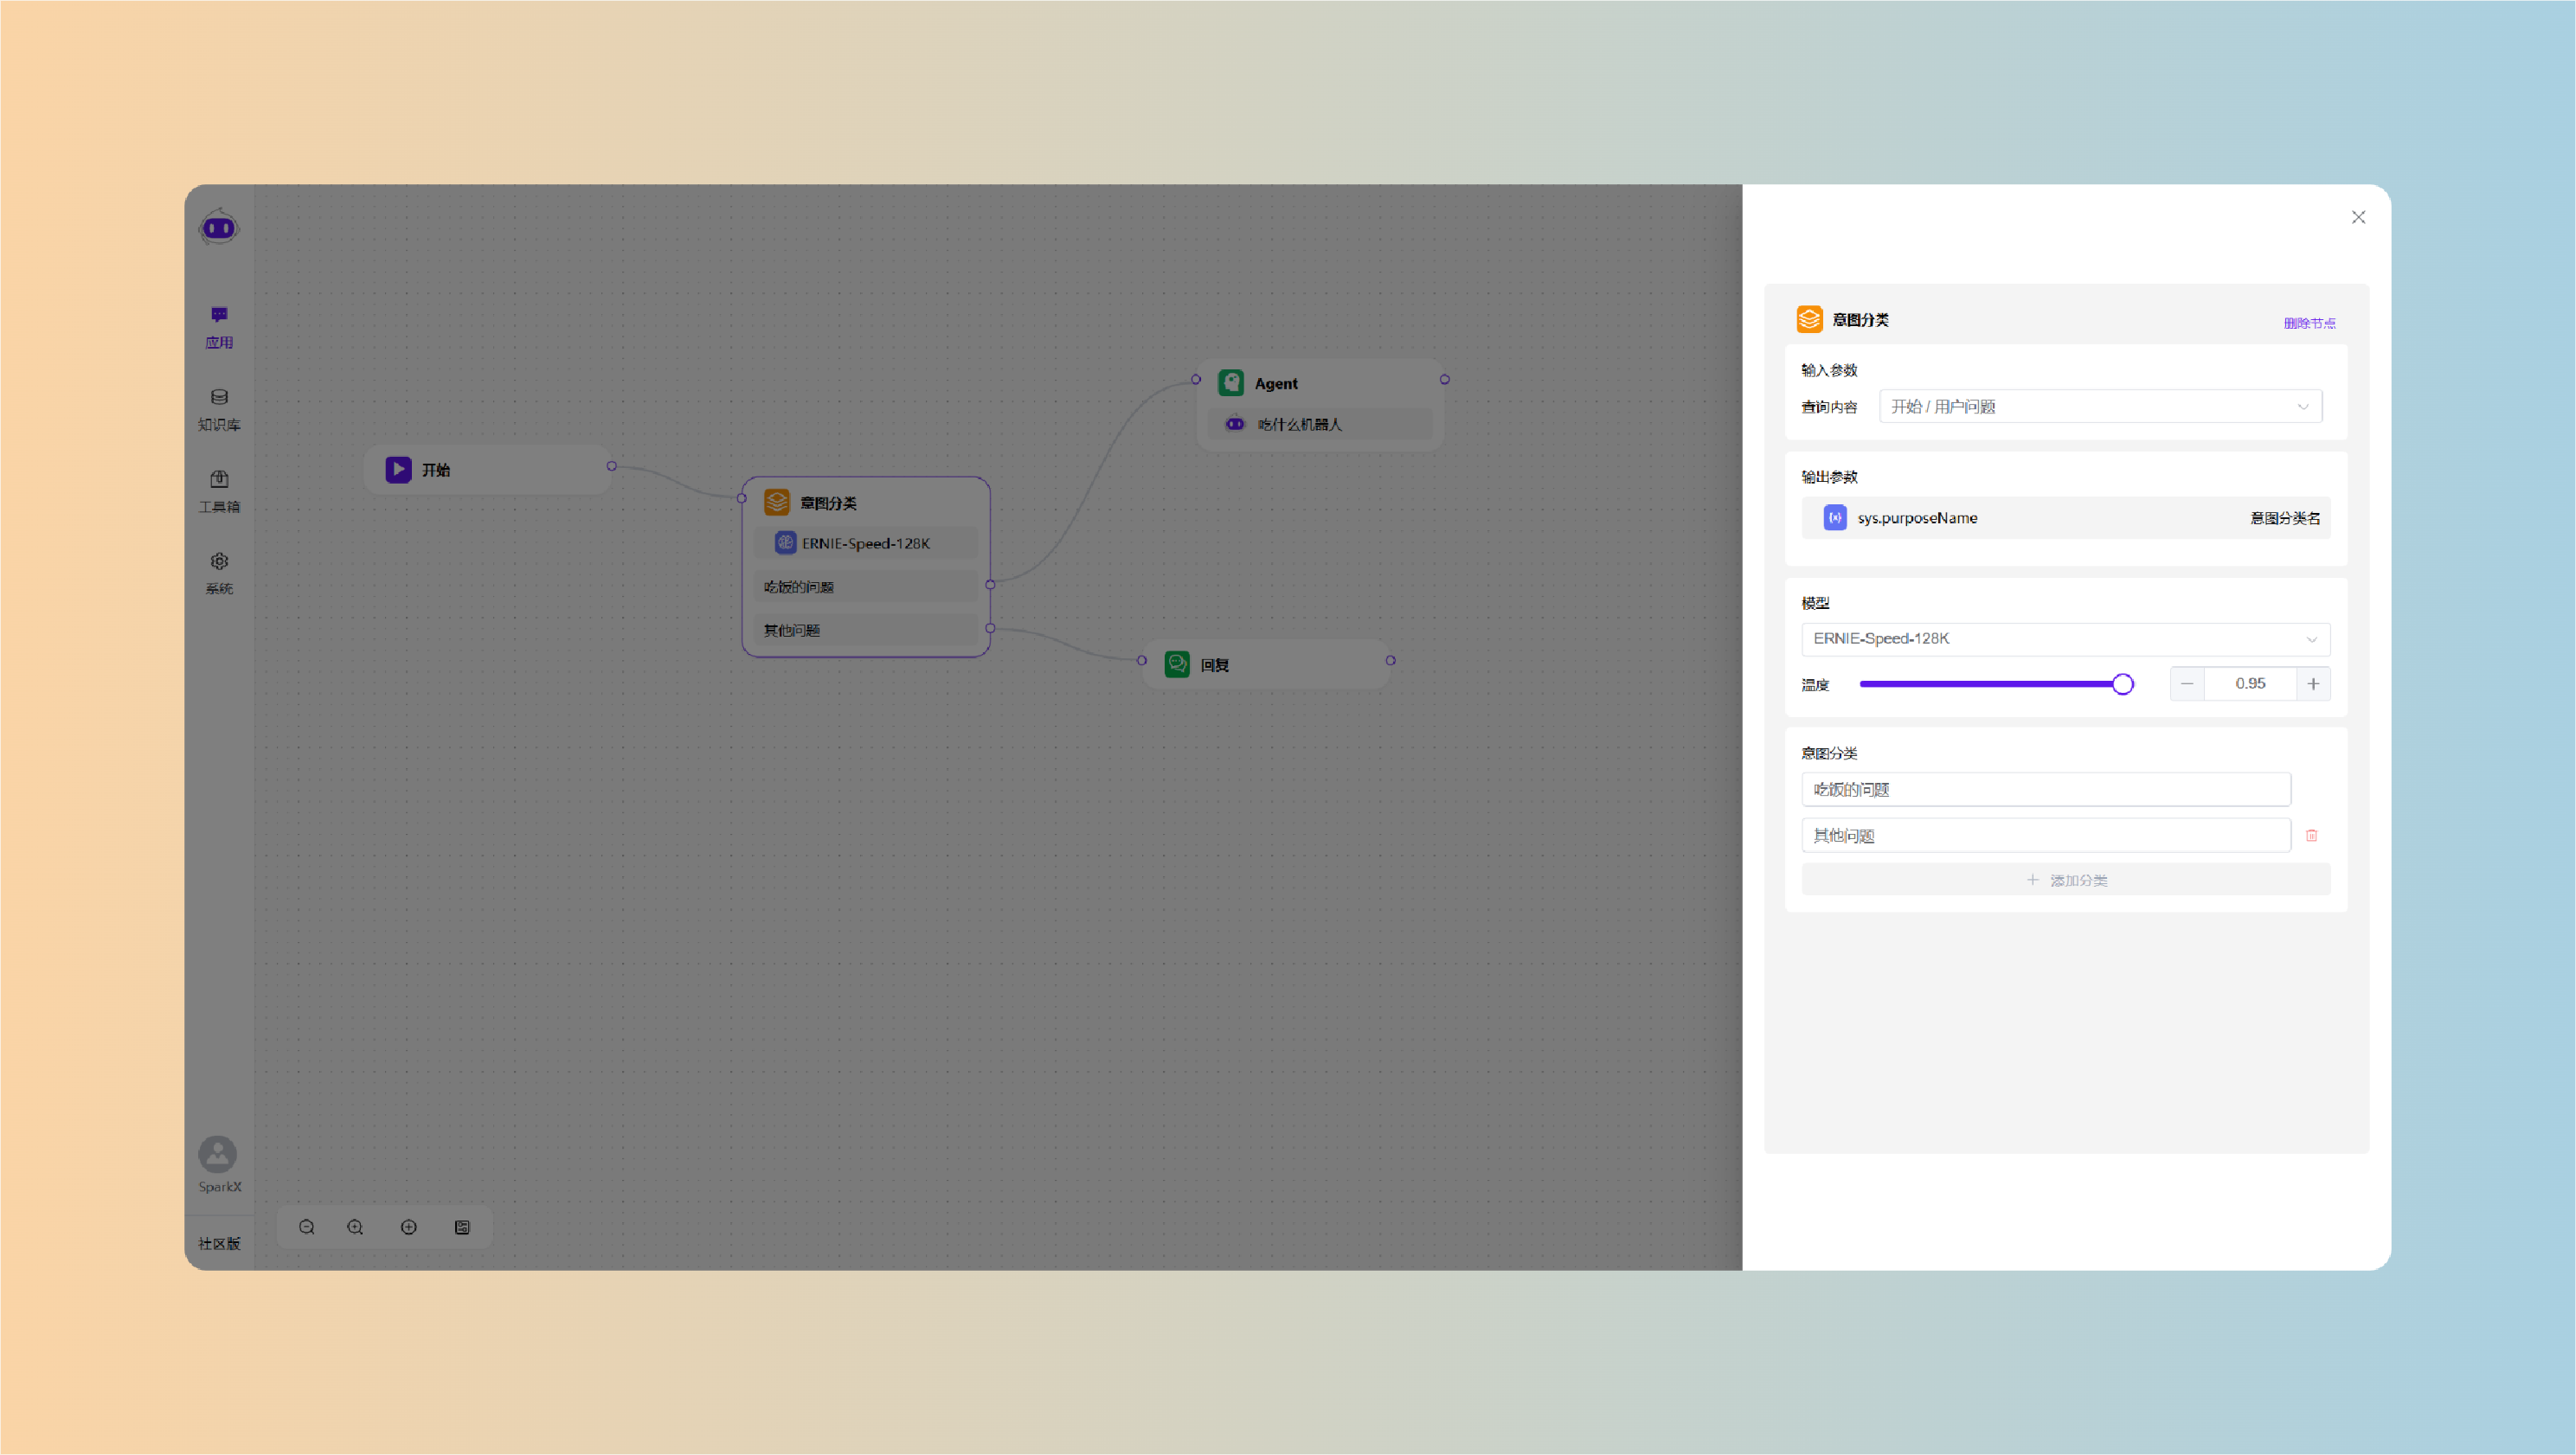 应用
知识库
工具箱
系统
SparkX
社区版
开始
意图分类
ERNIE-Speed-128K
吃饭的问题
其他问题
Agent
吃什么机器人
回复
意图分类
删除节点
输入参数
查询内容
开始 / 用户问题
输出参数
{x}
sys.purposeName
意图分类名
模型
ERNIE-Speed-128K
温度
0.95
意图分类
吃饭的问题
其他问题
添加分类